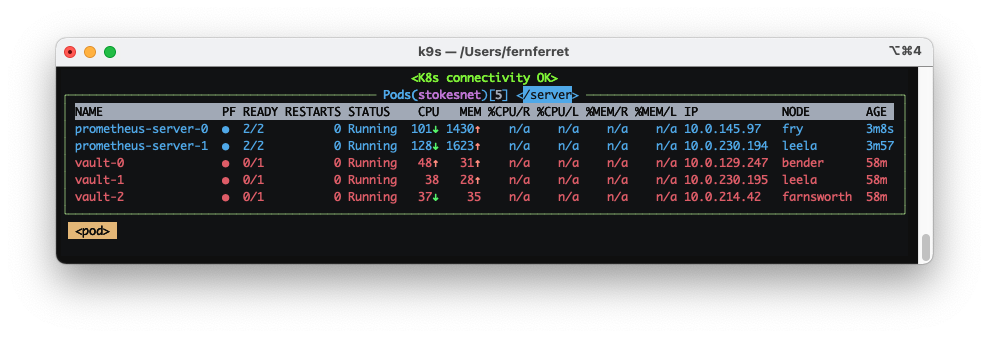 k9s — /Users/fernferret
⌥⌘4
<K8s connectivity OK>
Pods(stokesnet)[5] </server>
NAME PF READY RESTARTS STATUS CPU MEM %CPU/R %CPU/L %MEM/R %MEM/L IP NODE AGE
prometheus-server-0 ● 2/2 0 Running 101↓ 1430↑ n/a n/a n/a n/a 10.0.145.97 fry 3m8s
prometheus-server-1 ● 2/2 0 Running 128↓ 1623↑ n/a n/a n/a n/a 10.0.230.194 leela 3m57
vault-0 ● 0/1 0 Running 48↑ 31↑ n/a n/a n/a n/a 10.0.129.247 bender 58m
vault-1 ● 0/1 0 Running 38 28↑ n/a n/a n/a n/a 10.0.230.195 leela 58m
vault-2 ● 0/1 0 Running 37↓ 35 n/a n/a n/a n/a 10.0.214.42 farnsworth 58m
<pod>